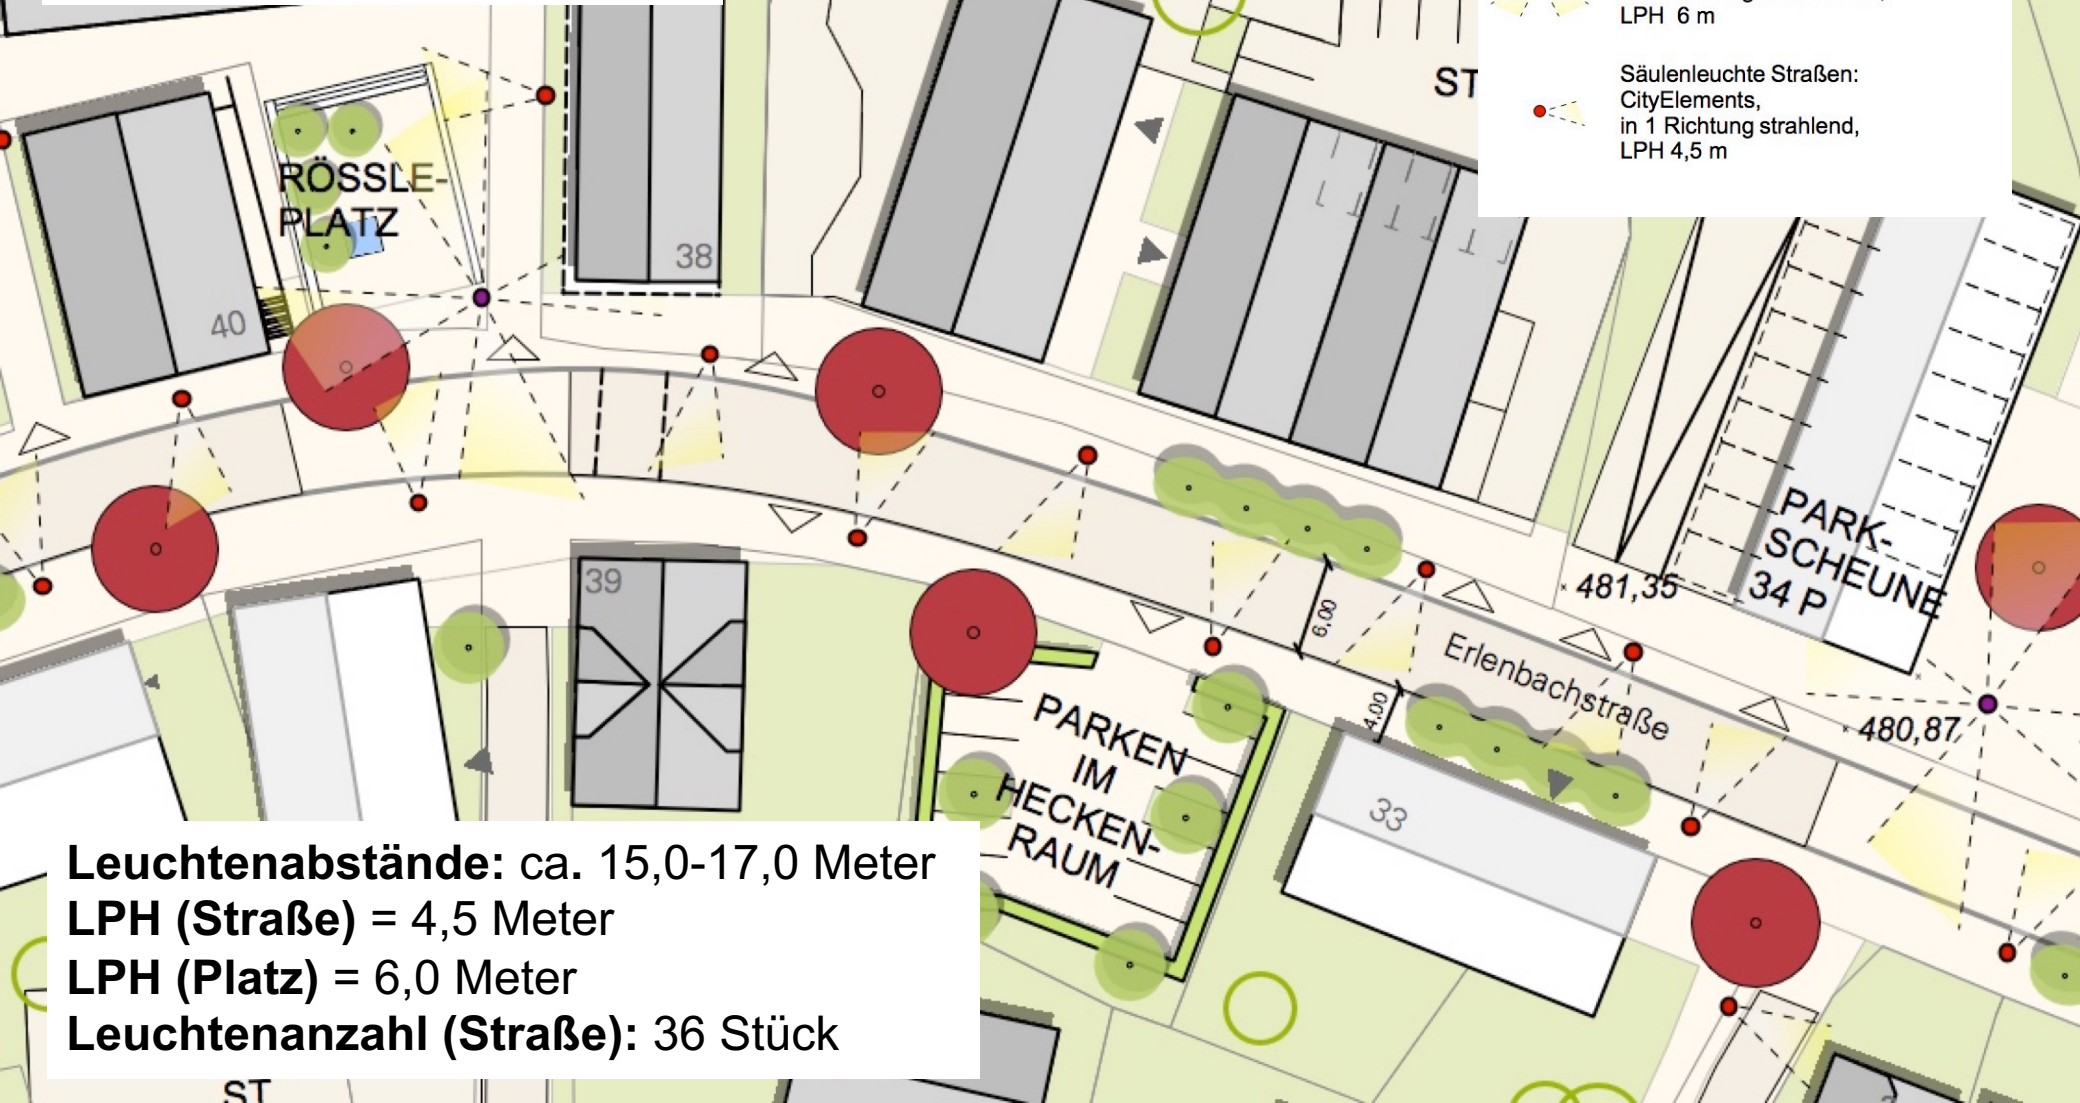 LPH 6 m
Säulenleuchte Straßen:
CityElements,
in 1 Richtung strahlend,
LPH 4,5 m
ST
RÖSSLE-
PLATZ
38
40
39
PARK-
SCHEUNE
34 P
481,35
6,00
Erlenbachstraße
4,00
480,87
PARKEN
IM
HECKEN-
RAUM
33
Leuchtenabstände: ca. 15,0-17,0 Meter
LPH (Straße) = 4,5 Meter
LPH (Platz) = 6,0 Meter
Leuchtenanzahl (Straße): 36 Stück
ST